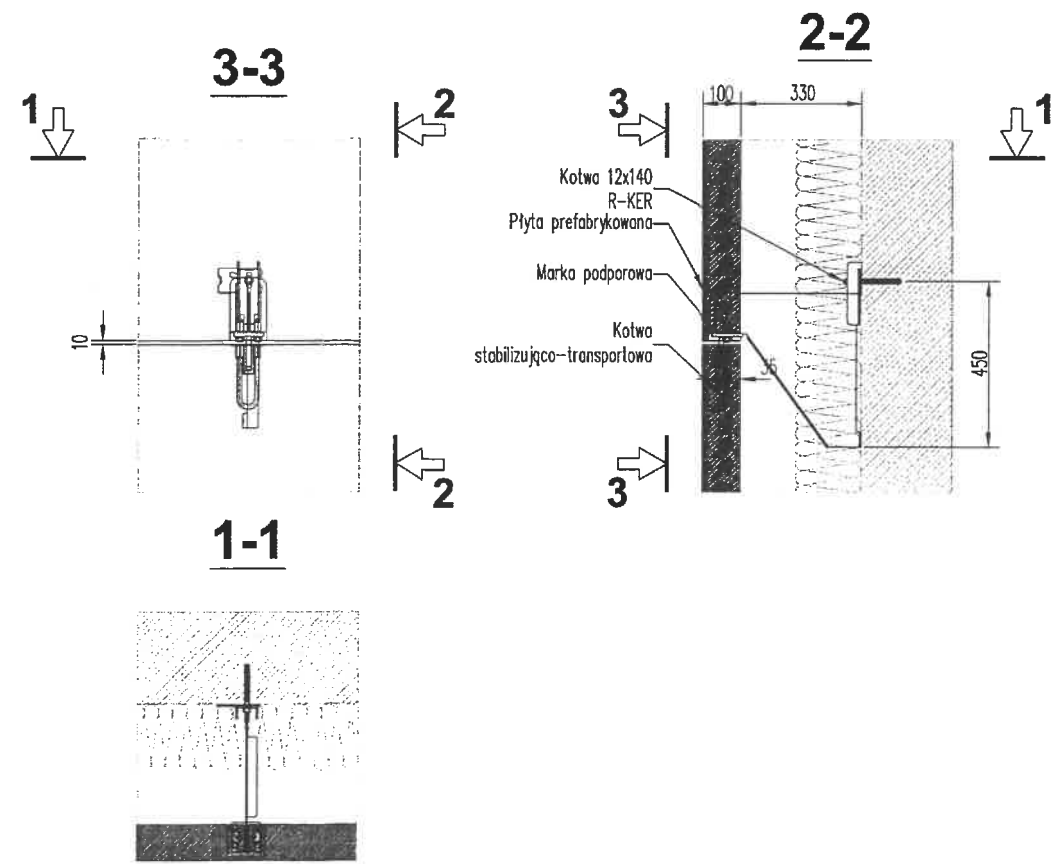 3-3
1
2
10
2
2-2
100
330
3
1
Kotwa 12x140
R-KER
Płyta prefabrykowana
Marka podporowa
Kotwa
stabilizująco-transportowa
450
3
1-1